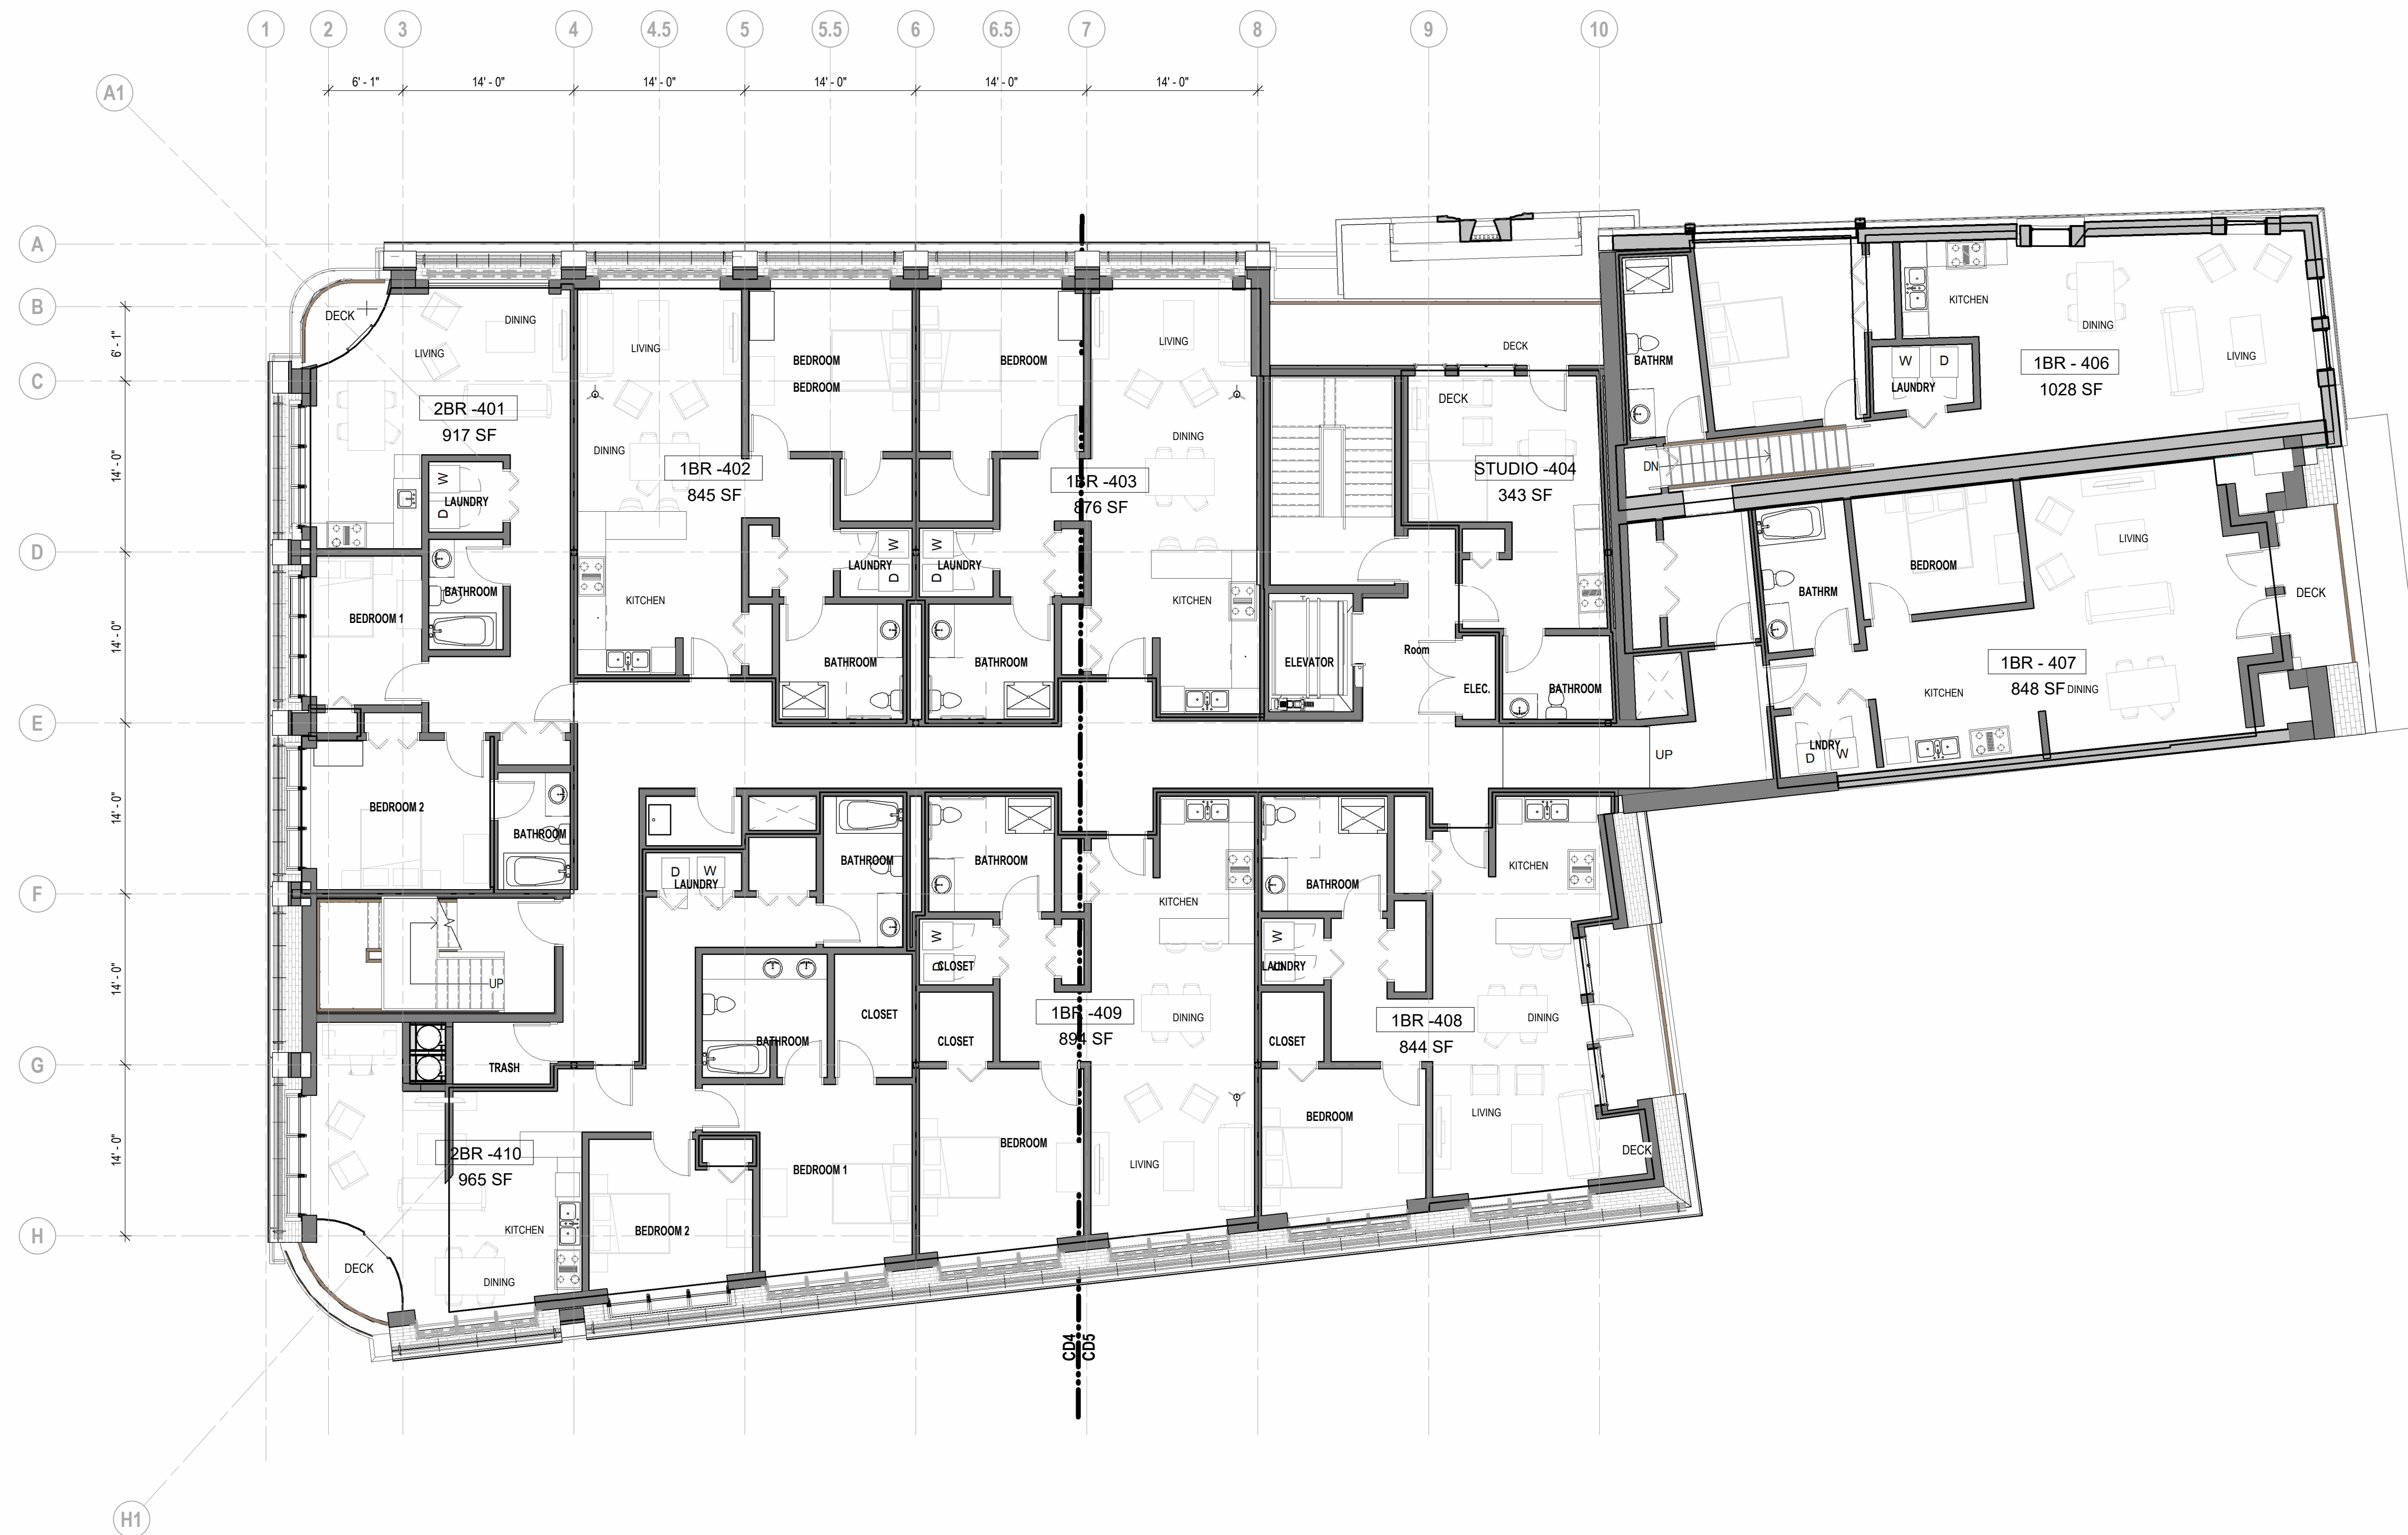 1
2
3
4
4.5
5
5.5
6
6.5
7
8
9
10
A1
6' - 1"
14' - 0"
14' - 0"
14' - 0"
14' - 0"
14' - 0"
A
B
C
D
E
F
G
H
H1
6' - 1"
14' - 0"
14' - 0"
14' - 0"
14' - 0"
14' - 0"
DECK
LIVING
DINING
2BR -401
917 SF
W
D
LAUNDRY
BATHROOM
BEDROOM 1
BEDROOM 2
BATHROOM
LIVING
DINING
1BR -402
845 SF
KITCHEN
BEDROOM
BEDROOM
W
D
LAUNDRY
BATHROOM
BEDROOM
LIVING
DINING
1BR -403
876 SF
W
D
LAUNDRY
KITCHEN
BATHROOM
DECK
DECK
STUDIO -404
343 SF
Room
ELEVATOR
ELEC.
BATHROOM
BATHRM
KITCHEN
DINING
LIVING
1BR - 406
1028 SF
W
D
LAUNDRY
DN
LIVING
BEDROOM
BATHRM
DECK
1BR - 407
848 SF
DINING
KITCHEN
LNDRY
D
W
UP
UP
TRASH
D
W
LAUNDRY
BATHROOM
BATHROOM
CLOSET
2BR -410
965 SF
KITCHEN
BEDROOM 2
BEDROOM 1
DECK
DINING
BATHROOM
KITCHEN
W
D
CLOSET
CLOSET
1BR -409
894 SF
DINING
BEDROOM
LIVING
BATHROOM
KITCHEN
W
D
LAUNDRY
CLOSET
1BR -408
844 SF
DINING
BEDROOM
LIVING
DECK
CD4
CD5